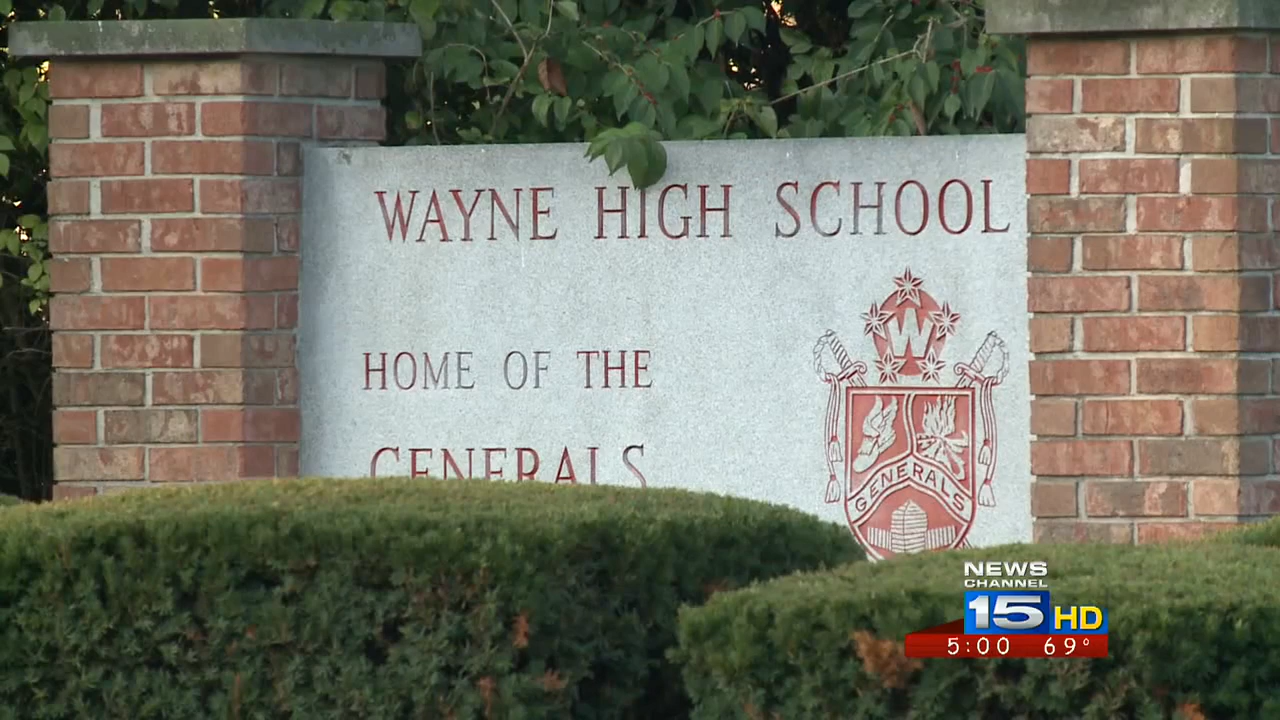 WAYNE HIGH SCHOOL
HOME OF THE
GENERALS
W
GENERALS
NEWS
CHANNEL
15 HD
5:00 69°